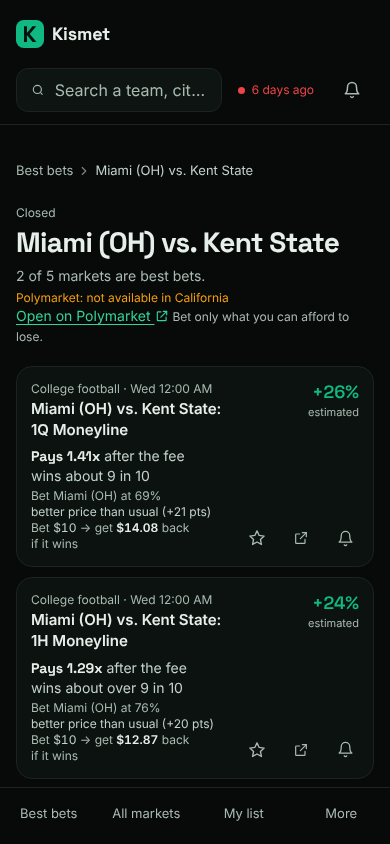 K Kismet
Search a team, cit...
6 days ago
Best bets > Miami (OH) vs. Kent State
Closed
Miami (OH) vs. Kent State
2 of 5 markets are best bets.
Polymarket: not available in California
Open on Polymarket Bet only what you can afford to
lose.
College football · Wed 12:00 AM
+26%
Miami (OH) vs. Kent State:
estimated
1Q Moneyline
Pays 1.41x after the fee
wins about 9 in 10
Bet Miami (OH) at 69%
better price than usual (+21 pts)
Bet $10 → get $14.08 back
if it wins
College football · Wed 12:00 AM
+24%
Miami (OH) vs. Kent State:
estimated
1H Moneyline
Pays 1.29x after the fee
wins about over 9 in 10
Bet Miami (OH) at 76%
better price than usual (+20 pts)
Bet $10 → get $12.87 back
if it wins
Best bets All markets My list More